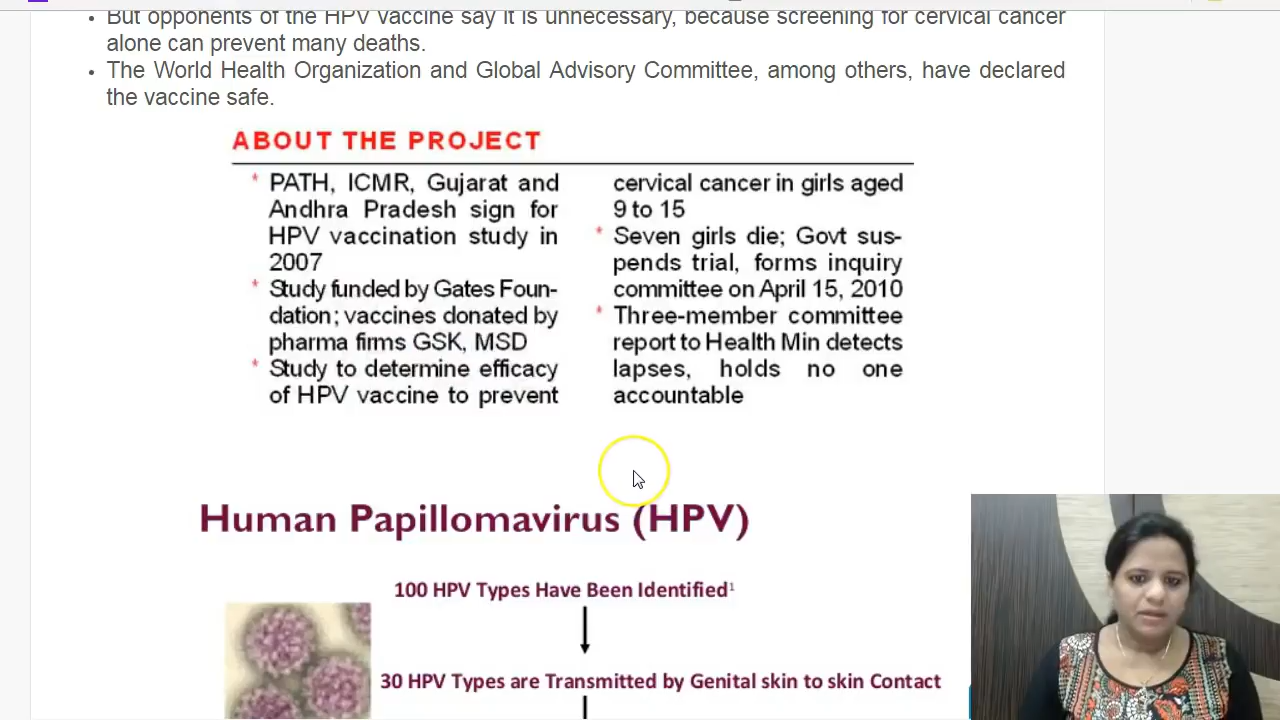 But opponents of the HPV vaccine say it is unnecessary, because screening for cervical cancer
alone can prevent many deaths.
The World Health Organization and Global Advisory Committee, among others, have declared
the vaccine safe.
ABOUT THE PROJECT
* PATH, ICMR, Gujarat and
Andhra Pradesh sign for
HPV vaccination study in
2007
* Study funded by Gates Foun-
dation; vaccines donated by
pharma firms GSK, MSD
* Study to determine efficacy
of HPV vaccine to prevent
cervical cancer in girls aged
9 to 15
* Seven girls die; Govt sus-
pends trial, forms inquiry
committee on April 15, 2010
* Three-member committee
report to Health Min detects
lapses, holds no one
accountable
Human Papillomavirus (HPV)
100 HPV Types Have Been Identified¹
30 HPV Types are Transmitted by Genital skin to skin Contact